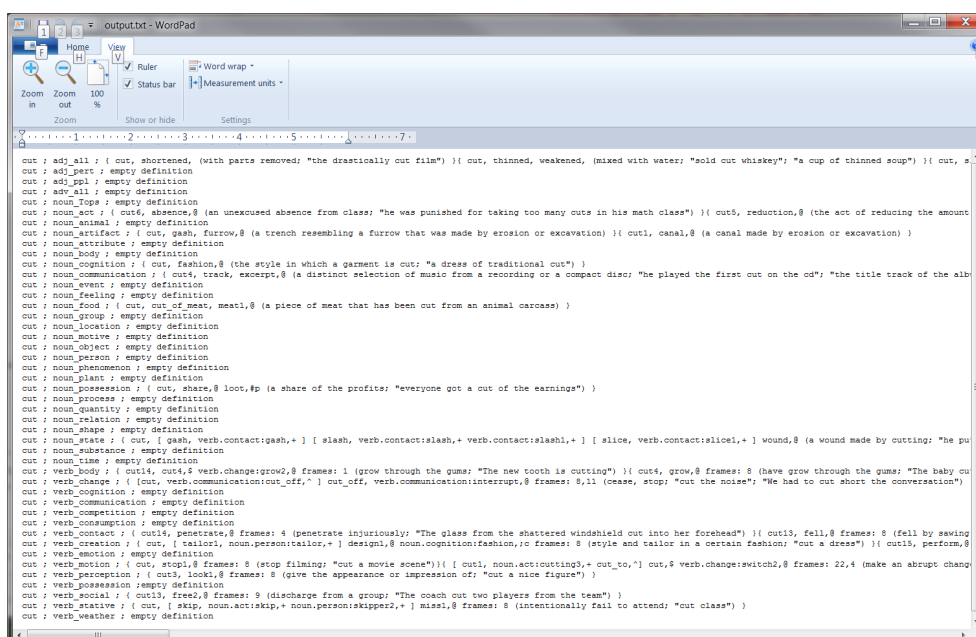 output.txt - WordPad
1 2 3
F Home View
H V
Zoom in
Zoom out
100 %
Ruler
Status bar
Word wrap
Measurement units
Zoom
Show or hide
Settings
1 2 3 4 5 7
cut ; adj_all ; { cut, shortened, (with parts removed; "the drastically cut film") }{ cut, thinned, weakened, (mixed with water; "sold cut whiskey"; "a cup of thinned soup") }{ cut, s
cut ; adj_pert ; empty definition
cut ; adj_ppl ; empty definition
cut ; adv_all ; empty definition
cut ; noun_Tops ; empty definition
cut ; noun_act ; { cut6, absence,@ (an unexcused absence from class; "he was punished for taking too many cuts in his math class") }{ cut5, reduction,@ (the act of reducing the amount
cut ; noun_animal ; empty definition
cut ; noun_artifact ; { cut, gash, furrow,@ (a trench resembling a furrow that was made by erosion or excavation) }{ cut1, canal,@ (a canal made by erosion or excavation) }
cut ; noun_attribute ; empty definition
cut ; noun_body ; empty definition
cut ; noun_cognition ; { cut, fashion,@ (the style in which a garment is cut; "a dress of traditional cut") }
cut ; noun_communication ; { cut4, track, excerpt,@ (a distinct selection of music from a recording or a compact disc; "he played the first cut on the cd"; "the title track of the alb
cut ; noun_event ; empty definition
cut ; noun_feeling ; empty definition
cut ; noun_food ; { cut, cut_of_meat, meat1,@ (a piece of meat that has been cut from an animal carcass) }
cut ; noun_group ; empty definition
cut ; noun_location ; empty definition
cut ; noun_motive ; empty definition
cut ; noun_object ; empty definition
cut ; noun_person ; empty definition
cut ; noun_phenomenon ; empty definition
cut ; noun_plant ; empty definition
cut ; noun_possession ; { cut, share,@ loot,#p (a share of the profits; "everyone got a cut of the earnings") }
cut ; noun_process ; empty definition
cut ; noun_quantity ; empty definition
cut ; noun_relation ; empty definition
cut ; noun_shape ; empty definition
cut ; noun_state ; { cut, [ gash, verb.contact:gash,+ ] [ slash, verb.contact:slash,+ verb.contact:slash1,+ ] [ slice, verb.contact:slice1,+ ] wound,@ (a wound made by cutting; "he pu
cut ; noun_substance ; empty definition
cut ; noun_time ; empty definition
cut ; verb_body ; { cut14, cut4,$ verb.change:grow2,@ frames: 1 (grow through the gums; "The new tooth is cutting") }{ cut4, grow,@ frames: 8 (have grow through the gums; "The baby cu
cut ; verb_change ; { [cut, verb.communication:cut_off,^ ] cut_off, verb.communication:interrupt,@ frames: 8,11 (cease, stop; "cut the noise"; "We had to cut short the conversation")
cut ; verb_cognition ; empty definition
cut ; verb_communication ; empty definition
cut ; verb_competition ; empty definition
cut ; verb_consumption ; empty definition
cut ; verb_contact ; { cut14, penetrate,@ frames: 4 (penetrate injuriously; "The glass from the shattered windshield cut into her forehead") }{ cut13, fell,@ frames: 8 (fell by sawing
cut ; verb_creation ; { cut, [ tailor1, noun.person:tailor,+ ] design1,@ noun.cognition:fashion,;c frames: 8 (style and tailor in a certain fashion; "cut a dress") }{ cut15, perform,@
cut ; verb_emotion ; empty definition
cut ; verb_motion ; { cut, stop1,@ frames: 8 (stop filming; "cut a movie scene")}{ [ cut1, noun.act:cutting3,+ cut_to,^] cut,$ verb.change:switch2,@ frames: 22,4 (make an abrupt chang
cut ; verb_perception ; { cut3, look1,@ frames: 8 (give the appearance or impression of; "cut a nice figure") }
cut ; verb_possession ;empty definition
cut ; verb_social ; { cut13, free2,@ frames: 9 (discharge from a group; "The coach cut two players from the team") }
cut ; verb_stative ; { cut, [ skip, noun.act:skip,+ noun.person:skipper2,+ ] miss1,@ frames: 8 (intentionally fail to attend; "cut class") }
cut ; verb_weather ; empty definition